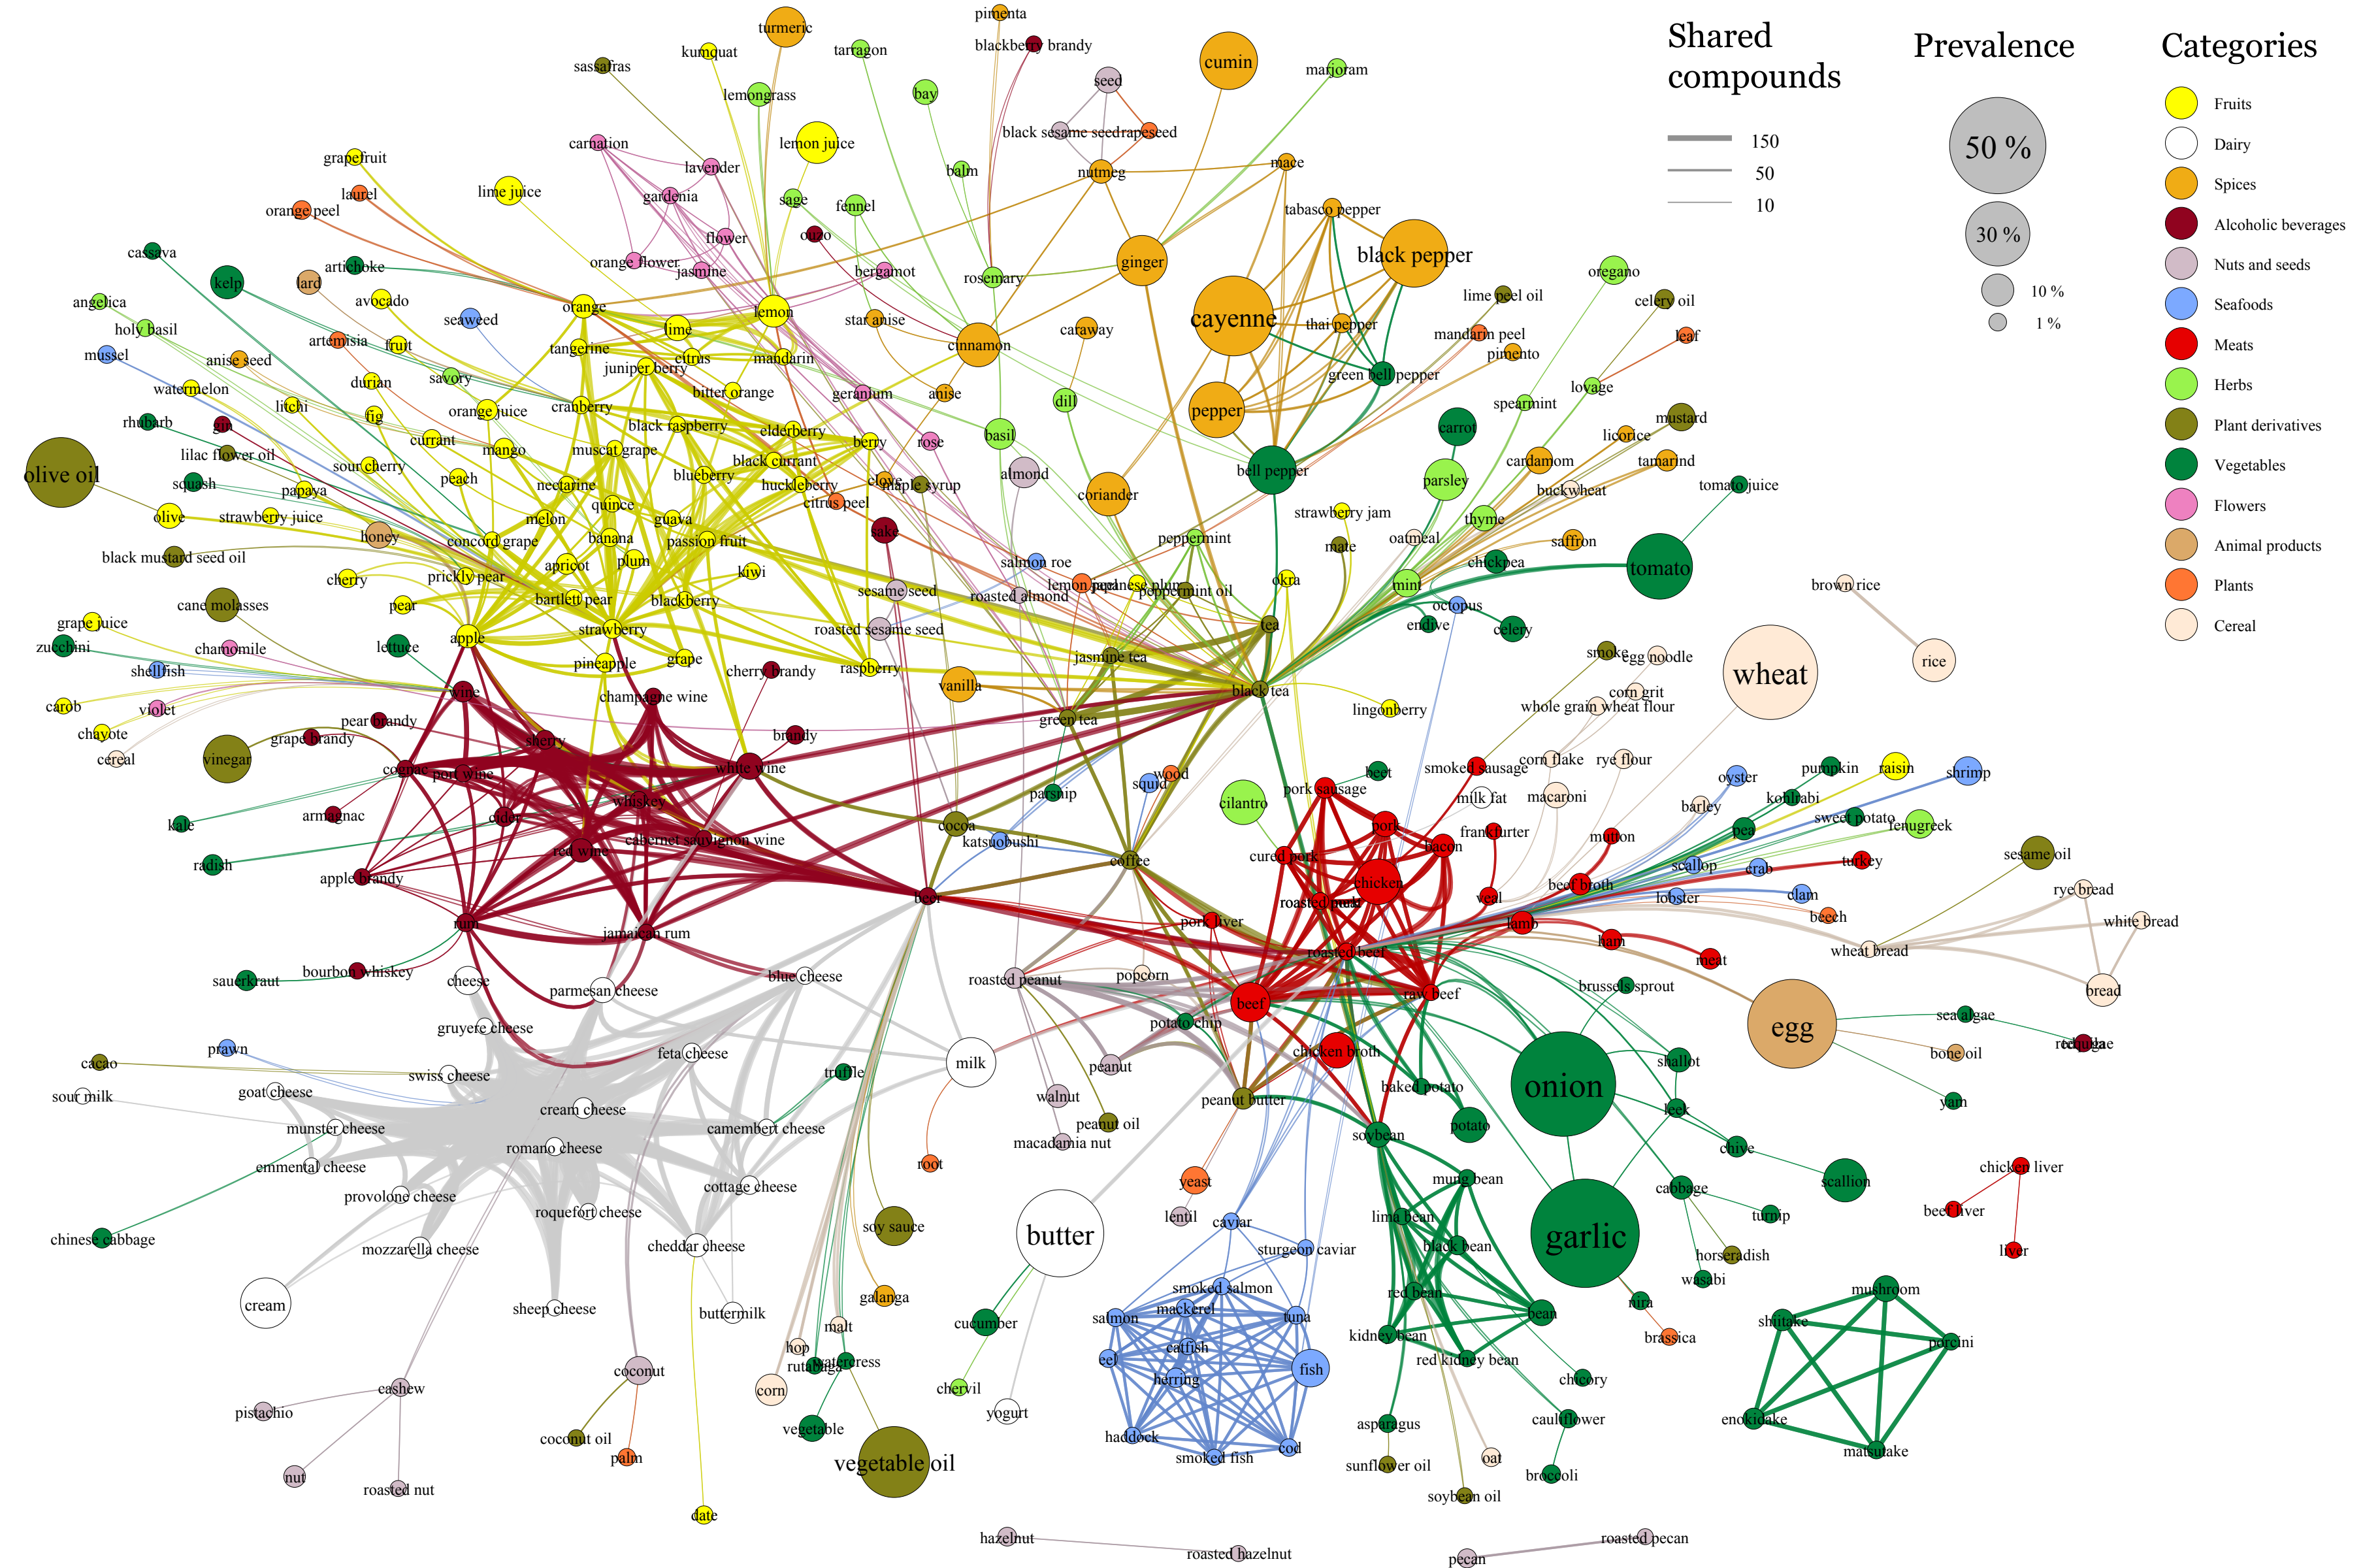 Shared
compounds
150
50
10
Prevalence
50 %
30 %
10 %
1 %
Categories
Fruits
Dairy
Spices
Alcoholic beverages
Nuts and seeds
Seafoods
Meats
Herbs
Plant derivatives
Vegetables
Flowers
Animal products
Plants
Cereal
pimenta
turmeric
blackberry brandy
kumquat
tarragon
cumin
sassafras
marjoram
seed
lemongrass
bay
black sesame seed
rapeseed
carnation
lemon juice
grapefruit
lavender
balm
nutmeg
mace
laurel
lime juice
gardenia
sage
fennel
orange peel
tabasco pepper
flower
ouzo
cassava
black pepper
orange flower
jasmine
bergamot
rosemary
ginger
artichoke
oregano
kelp
lard
avocado
angelica
orange
lemon
lime peel oil
celery oil
seaweed
star anise
cayenne
thai pepper
holy basil
lime
caraway
mandarin peel
leaf
artemisia
fruit
cinnamon
mussel
anise seed
tangerine
citrus
mandarin
pimento
juniper berry
green bell pepper
watermelon
durian
savory
bitter orange
geranium
anise
dill
lovage
litchi
fig
orange juice
cranberry
pepper
spearmint
rhubarb
gin
black raspberry
elderberry
mustard
carrot
currant
mango
muscat grape
berry
rose
basil
licorice
lilac flower oil
sour cherry
black currant
cardamom
tamarind
olive oil
peach
blueberry
almond
bell pepper
squash
papaya
nectarine
huckleberry
clove
maple syrup
parsley
buckwheat
tomato juice
coriander
quince
citrus peel
olive
strawberry juice
melon
guava
strawberry jam
thyme
honey
concord grape
banana
passion fruit
sake
peppermint
mate
oatmeal
saffron
black mustard seed oil
apricot
plum
salmon roe
chickpea
tomato
cherry
prickly pear
kiwi
lemon peel
japanese plum
okra
mint
brown rice
cane molasses
pear
bartlett pear
blackberry
sesame seed
roasted almond
peppermint oil
octopus
grape juice
apple
strawberry
roasted sesame seed
tea
endive
celery
zucchini
chamomile
lettuce
jasmine tea
smoke
egg noodle
rice
shellfish
pineapple
grape
raspberry
cherry brandy
wheat
wine
champagne wine
vanilla
black tea
corn grit
carob
violet
pear brandy
green tea
lingonberry
whole grain wheat flour
chayote
grape brandy
sherry
brandy
cereal
vinegar
cognac
port wine
white wine
squid
wood
beet
smoked sausage
corn flake
rye flour
oyster
pumpkin
raisin
shrimp
parsnip
pork sausage
whiskey
cilantro
milk fat
macaroni
barley
kohlrabi
armagnac
cider
kale
cocoa
pork
frankfurter
sweet potato
fenugreek
pea
cabernet sauvignon wine
katsuobushi
mutton
red wine
bacon
radish
coffee
cured pork
scallop
crab
turkey
sesame oil
apple brandy
chicken
beef broth
beer
veal
lobster
clam
rye bread
rum
pork liver
lamb
beech
white bread
jamaican rum
ham
roasted beef
wheat bread
meat
sauerkraut
bourbon whiskey
cheese
parmesan cheese
blue cheese
roasted peanut
popcorn
raw beef
brussels sprout
bread
beef
gruyere cheese
potato chip
egg
sea algae
prawn
feta cheese
milk
chicken broth
cacao
swiss cheese
truffle
peanut
shallot
bone oil
sour milk
goat cheese
baked potato
onion
walnut
peanut butter
yam
cream cheese
leek
munster cheese
camembert cheese
peanut oil
potato
soybean
macadamia nut
romano cheese
chive
emmental cheese
root
chicken liver
provolone cheese
cottage cheese
yeast
mung bean
cabbage
scallion
roquefort cheese
lentil
caviar
lima bean
turnip
beef liver
chinese cabbage
mozzarella cheese
cheddar cheese
soy sauce
butter
sturgeon caviar
black bean
garlic
horseradish
liver
wasabi
smoked salmon
mushroom
cream
sheep cheese
buttermilk
galanga
red bean
nira
mackerel
salmon
tuna
bean
shiitake
cucumber
malt
kidney bean
brassica
porcini
hop
catfish
rutabaga
watercress
eel
fish
red kidney bean
herring
coconut
cashew
corn
chervil
chicory
pistachio
yogurt
enokidake
vegetable
asparagus
cauliflower
haddock
coconut oil
cod
matsutake
palm
smoked fish
vegetable oil
sunflower oil
oat
nut
roasted nut
broccoli
soybean oil
date
hazelnut
roasted hazelnut
roasted pecan
pecan